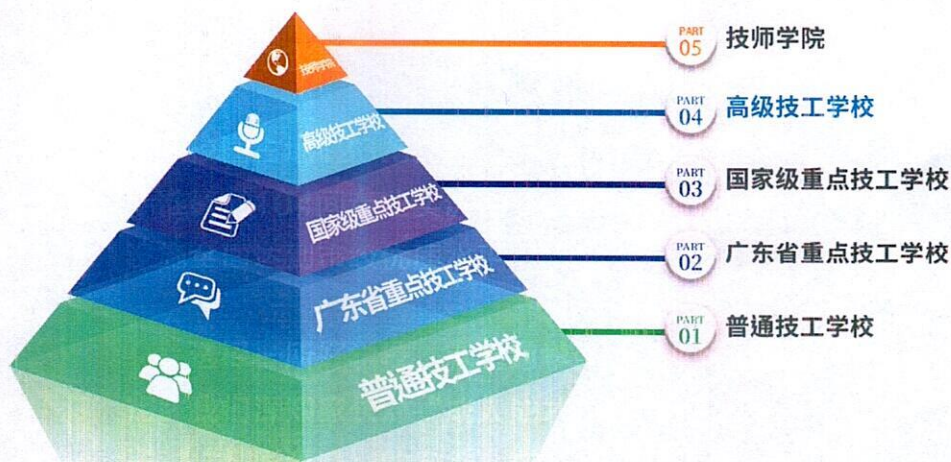 技师学院
PART
05
技师学院
高级技工学校
PART
04
高级技工学校
国家级重点技工学校
PART
03
国家级重点技工学校
广东省重点技工学校
PART
02
广东省重点技工学校
普通技工学校
PART
01
普通技工学校